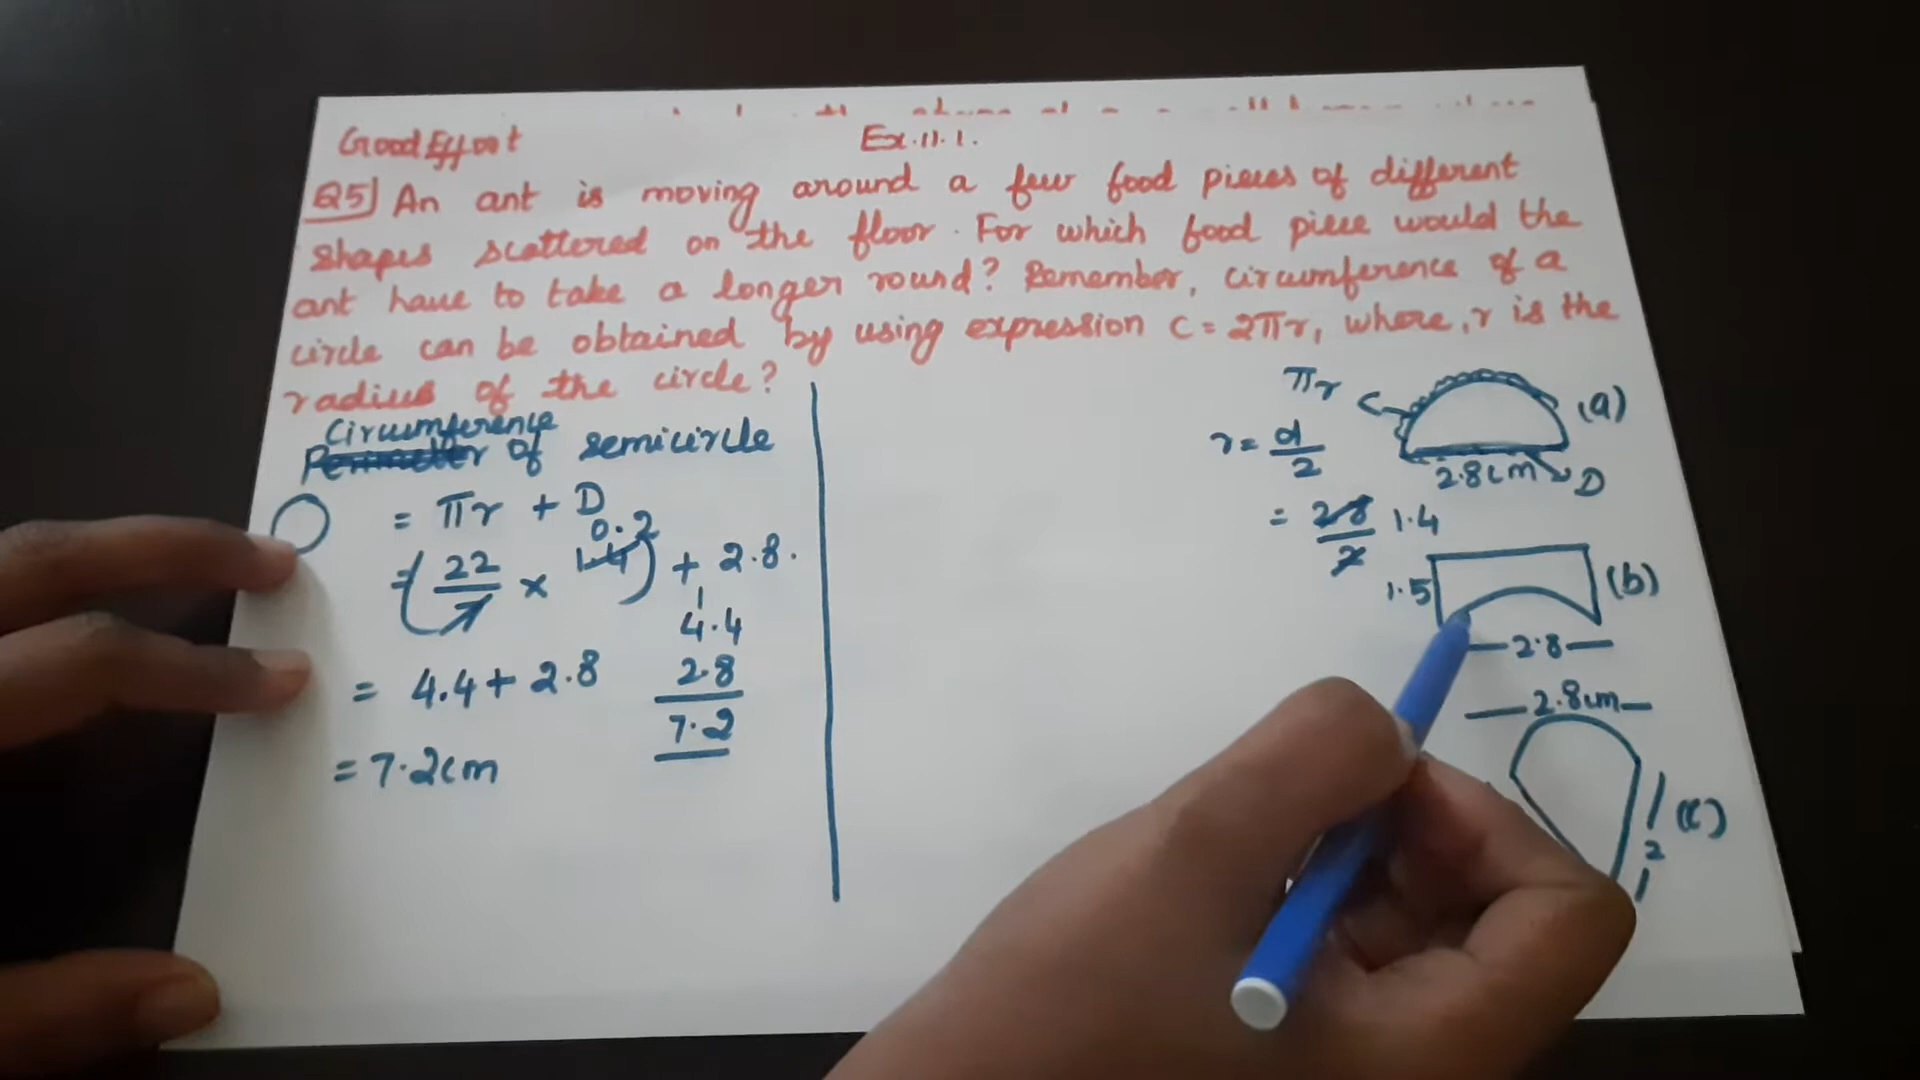 Good Effort
Ex.11.1.
Q5] An ant is moving around a few food pieces of different
shapes scattered on the floor. For which food piece would the
ant have to take a longer round? Remember, circumference of a
circle can be obtained by using expression C = 2πr, where, r is the
radius of the circle?
Circumference
Perimeter of semicircle
= πr + D
0.2
= (22/7 × 1.4) + 2.8.
= 4.4 + 2.8
= 7.2cm
1
4.4
2.8
7.2
πr C
(a)
r = d/2
2.8cm D
= 2.8/2 1.4
1.5 (b)
2.8
2.8cm
(c)
2